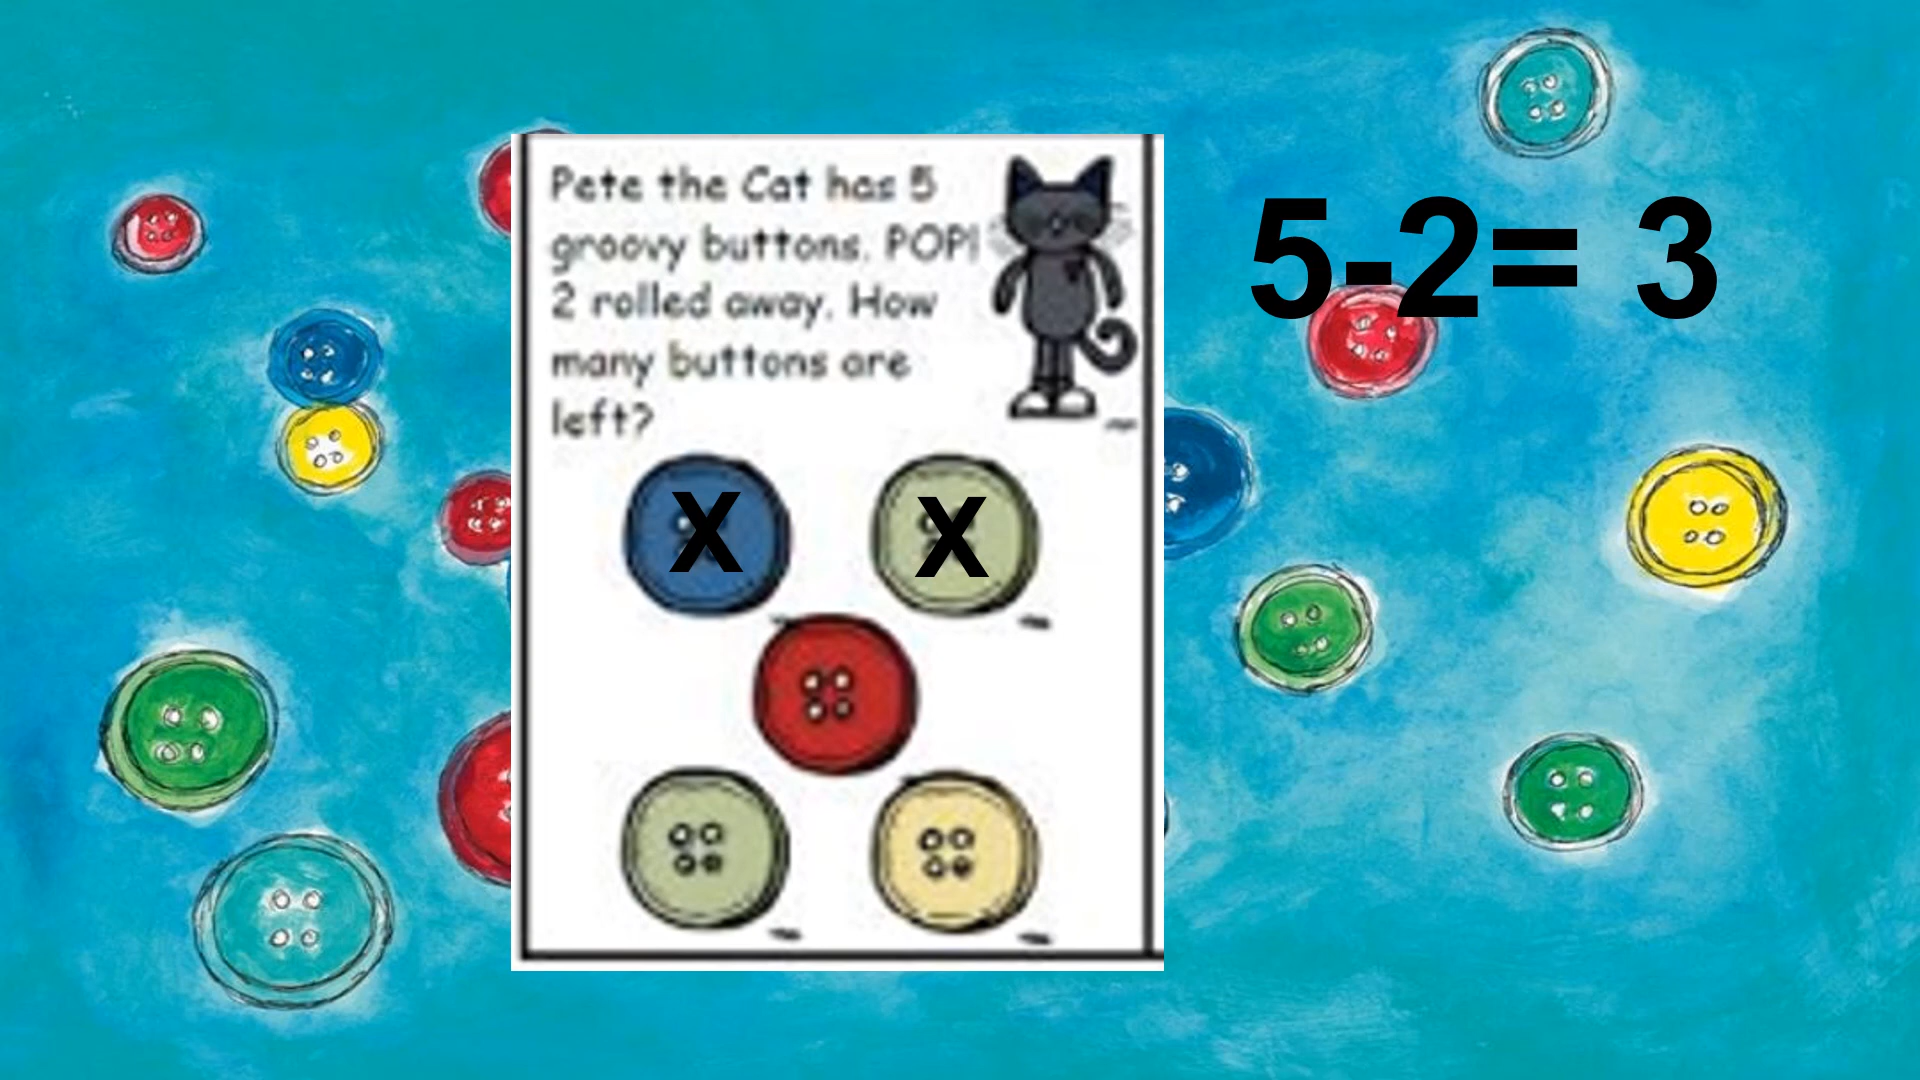 Pete the Cat has 5
groovy buttons. POP!
2 rolled away. How
many buttons are
left?
5-2= 3
X X